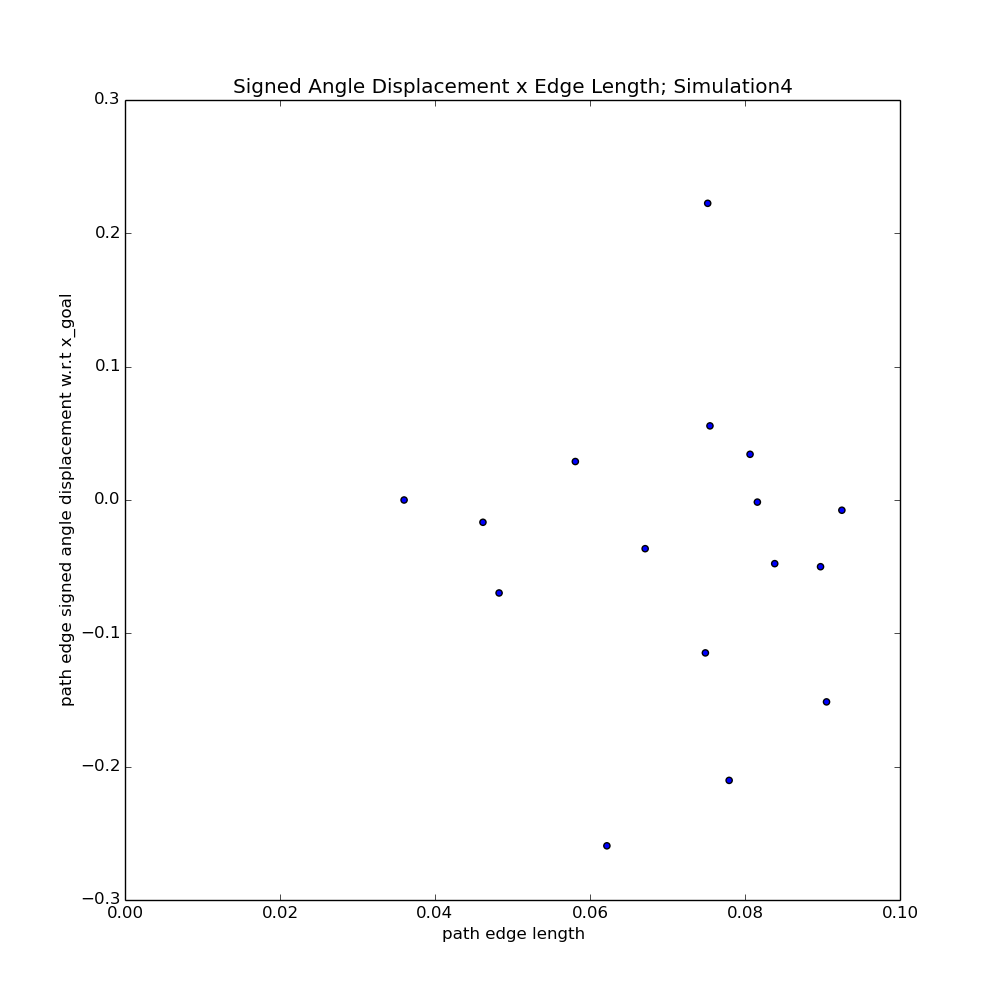 Signed Angle Displacement x Edge Length; Simulation4
0.3
0.2
0.1
0.0
−0.1
−0.2
−0.3
path edge signed angle displacement w.r.t x_goal
0.00 0.02 0.04 0.06 0.08 0.10
path edge length